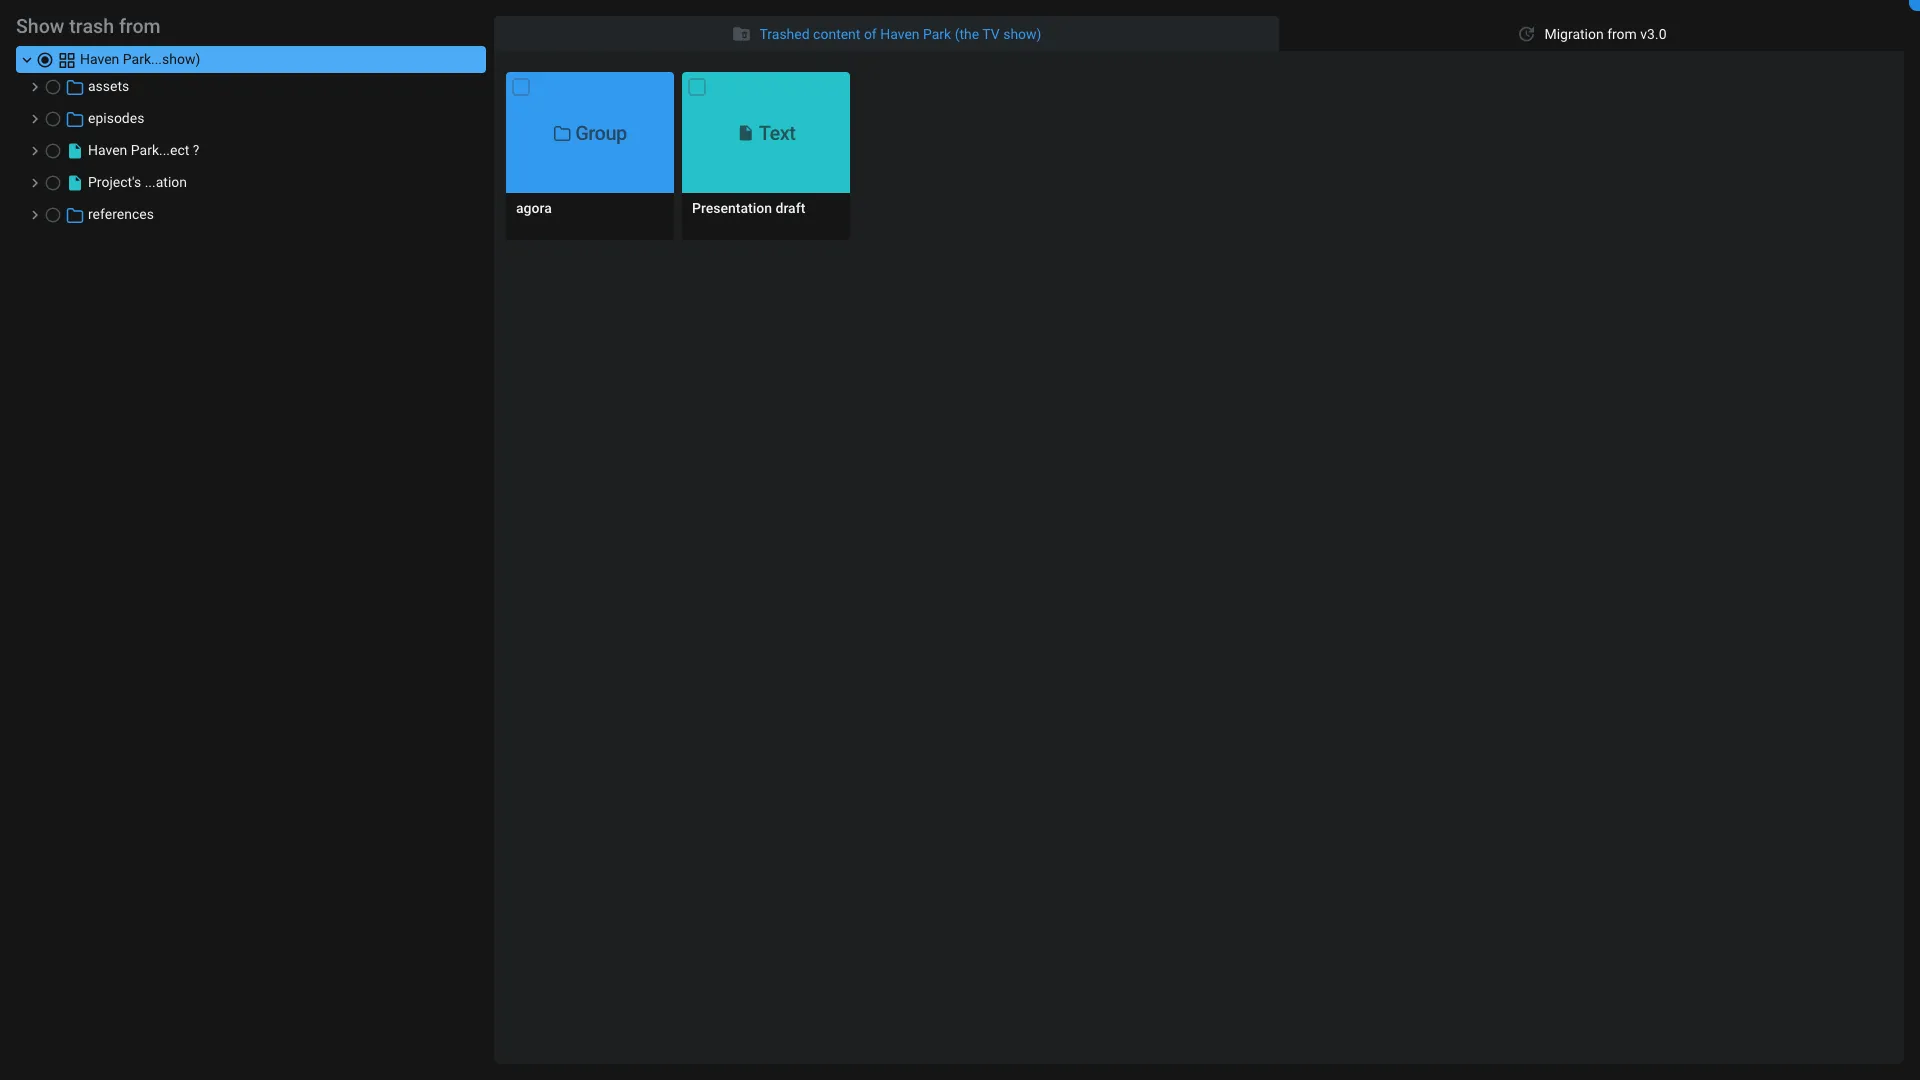 Show trash from
Haven Park...show)
assets
episodes
Haven Park...ect ?
Project's ...ation
references
Trashed content of Haven Park (the TV show)
Migration from v3.0
Group
agora
Text
Presentation draft